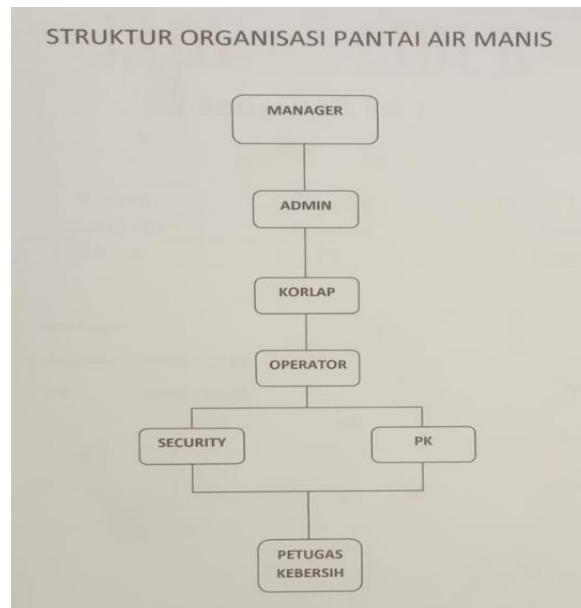 STRUKTUR ORGANISASI PANTAI AIR MANIS
MANAGER
ADMIN
KORLAP
OPERATOR
SECURITY
PK
PETUGAS
KEBERSIH